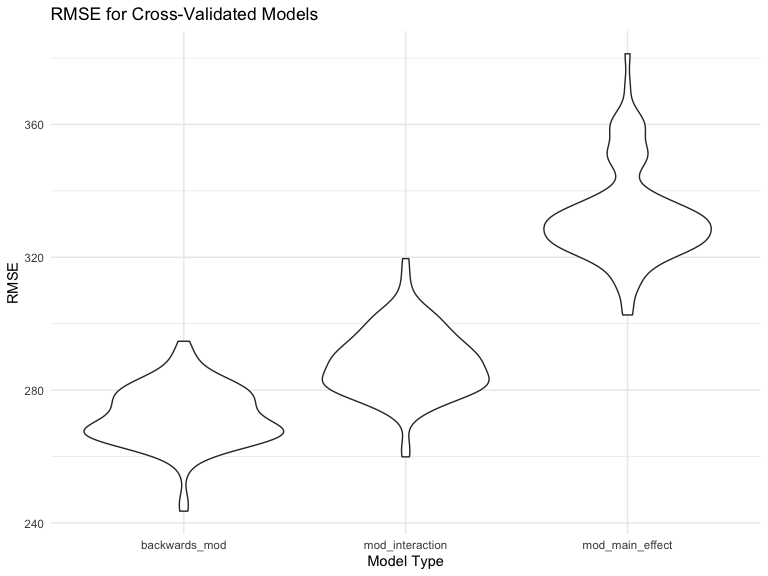 RMSE for Cross-Validated Models
360
320
280
240
RMSE
backwards_mod
mod_interaction
mod_main_effect
Model Type